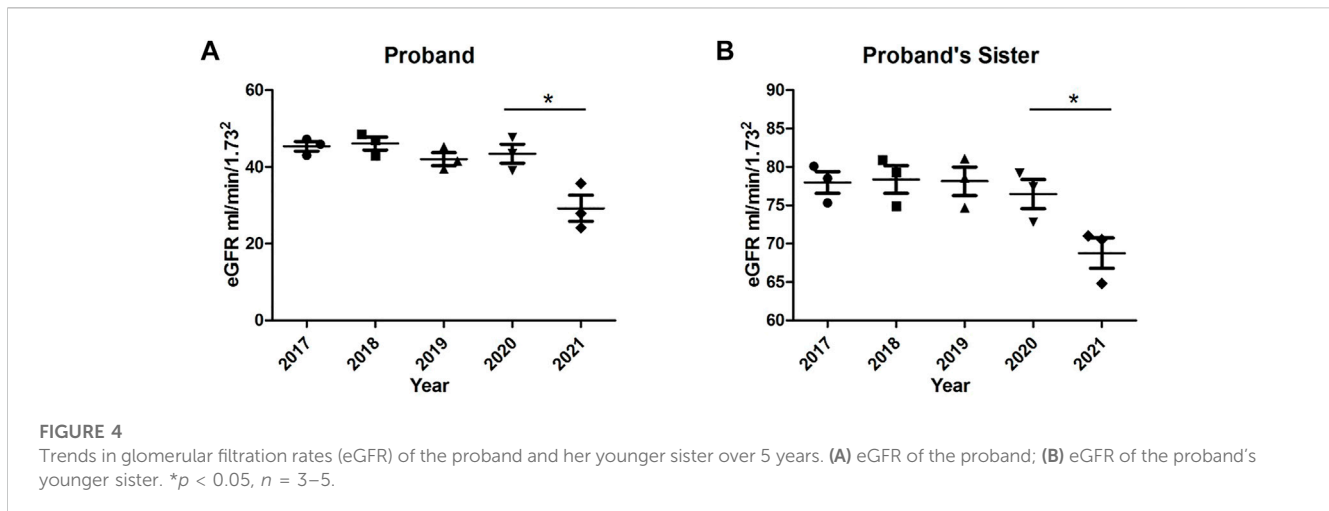 A
Proband
eGFR ml/min/1.73²
60
40
20
0
*
2017
2018
2019
2020
2021
Year
B
Proband's Sister
eGFR ml/min/1.73²
90
85
80
75
70
65
60
*
2017
2018
2019
2020
2021
Year
FIGURE 4
Trends in glomerular filtration rates (eGFR) of the proband and her younger sister over 5 years. (A) eGFR of the proband; (B) eGFR of the proband’s
younger sister. *p < 0.05, n = 3–5.